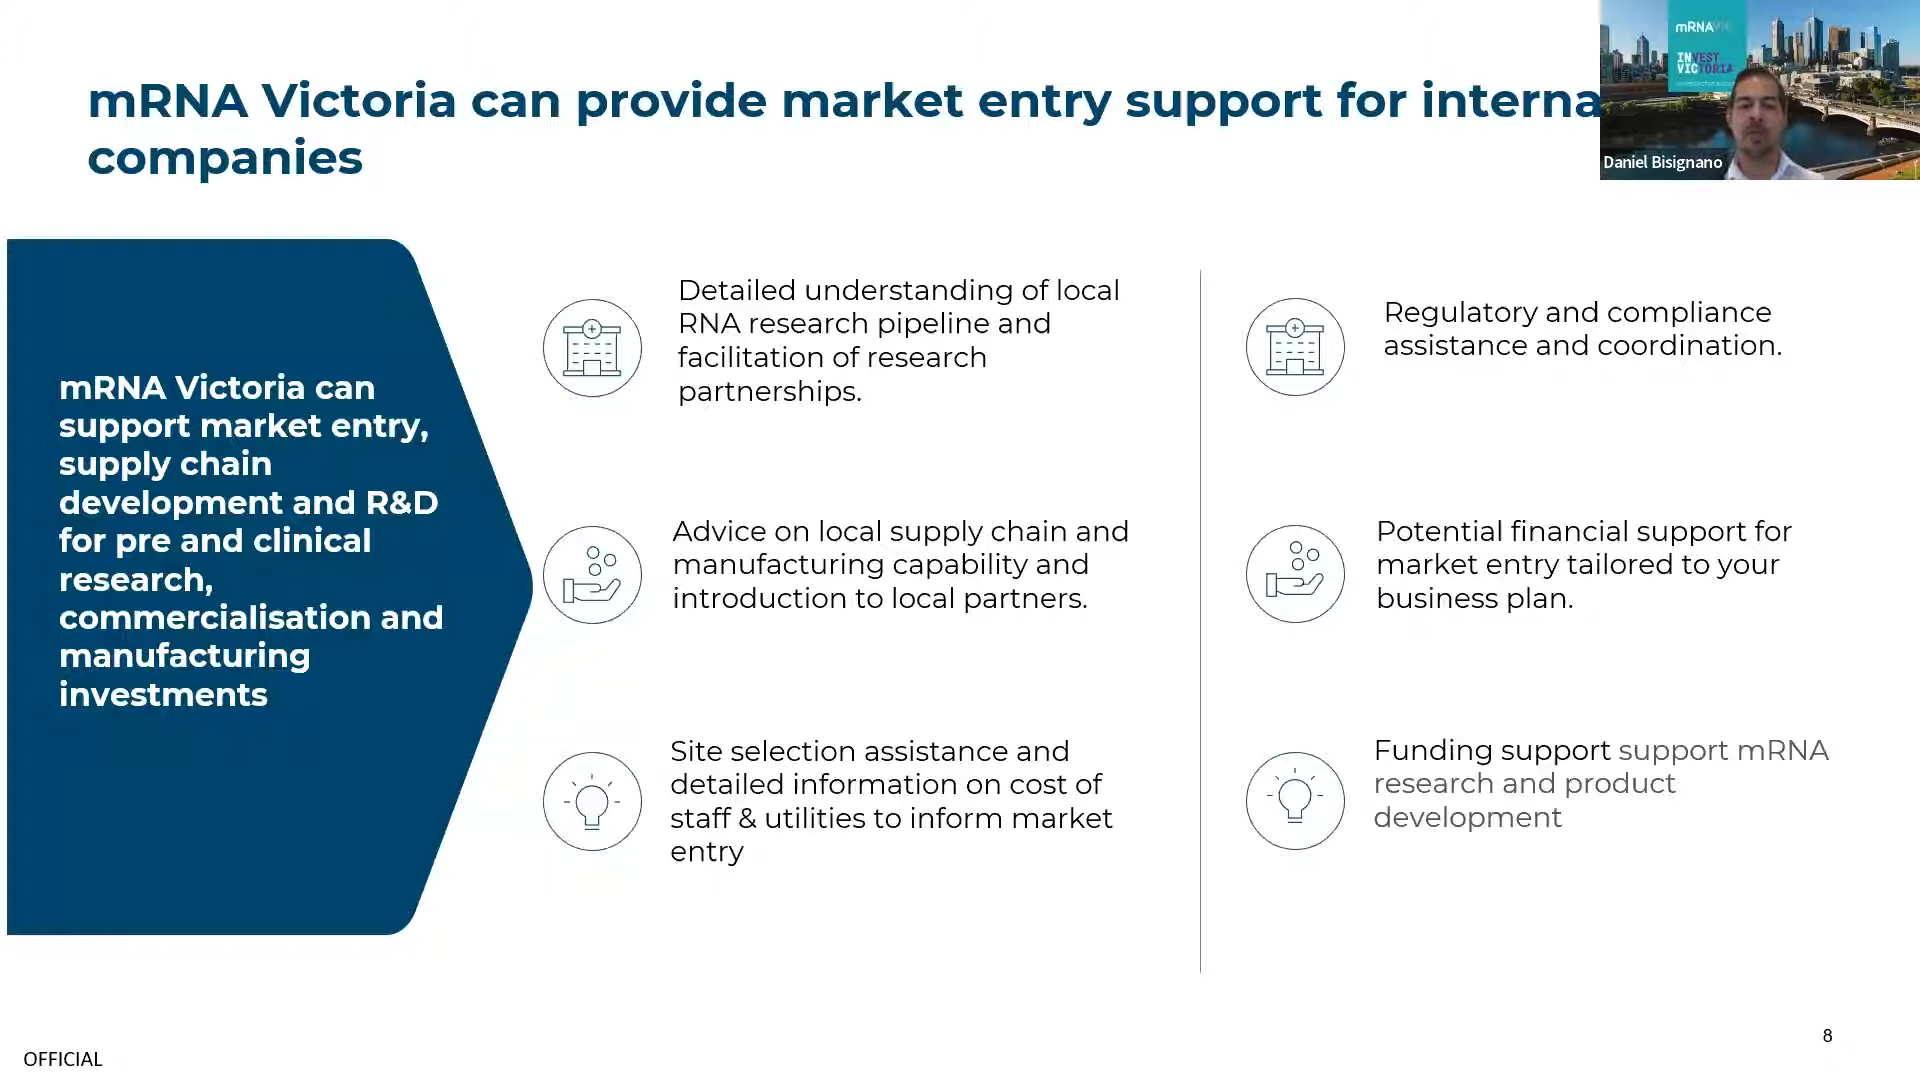 mRNA Victoria can provide market entry support for interna
companies
mRNA
INVEST
VICTORIA
Daniel Bisignano
mRNA Victoria can
support market entry,
supply chain
development and R&D
for pre and clinical
research,
commercialisation and
manufacturing
investments
Detailed understanding of local
RNA research pipeline and
facilitation of research
partnerships.
Advice on local supply chain and
manufacturing capability and
introduction to local partners.
Site selection assistance and
detailed information on cost of
staff & utilities to inform market
entry
Regulatory and compliance
assistance and coordination.
Potential financial support for
market entry tailored to your
business plan.
Funding support support mRNA
research and product
development
8
OFFICIAL